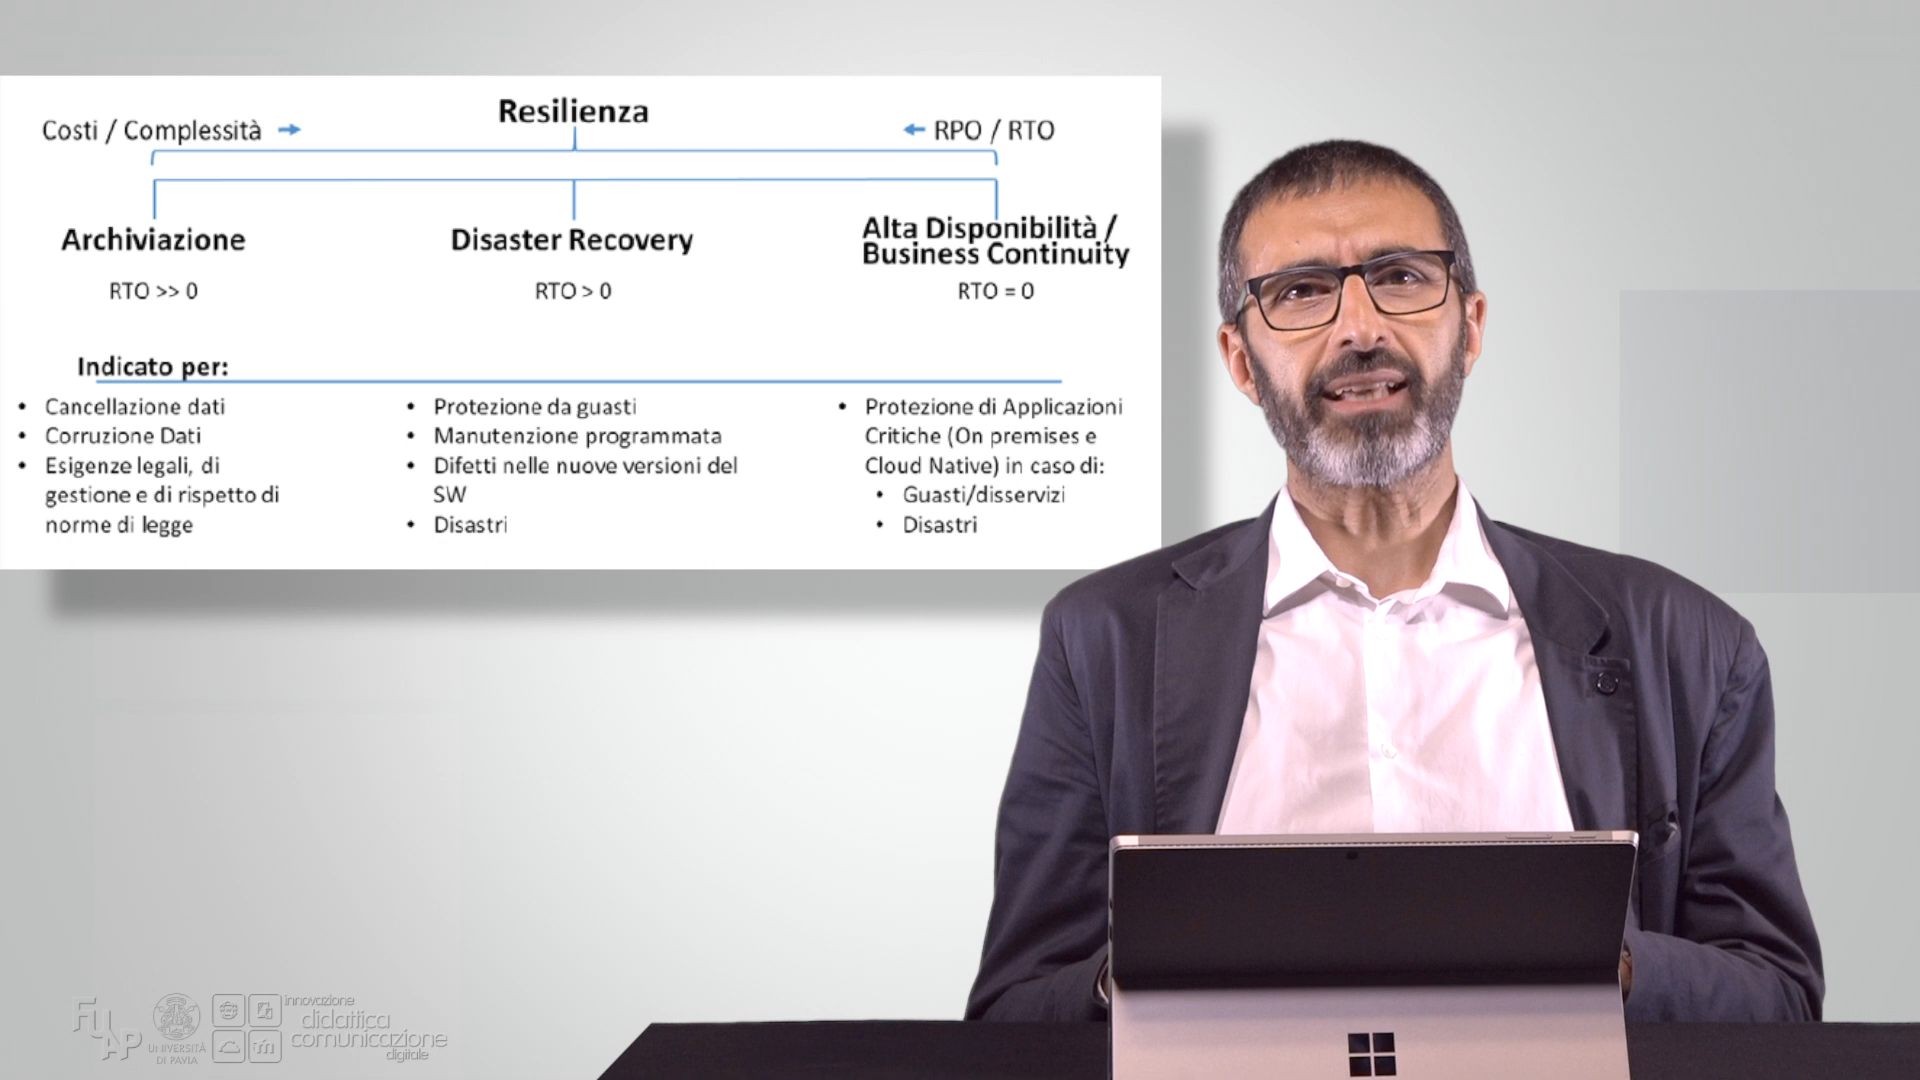 Resilienza
Costi / Complessità
RPO / RTO
Archiviazione
RTO >> 0
Disaster Recovery
RTO > 0
Alta Disponibilità /
Business Continuity
RTO = 0
Indicato per:
• Cancellazione dati
• Corruzione Dati
• Esigenze legali, di
gestione e di rispetto di
norme di legge
• Protezione da guasti
• Manutenzione programmata
• Difetti nelle nuove versioni del
SW
• Disastri
• Protezione di Applicazioni
Critiche (On premises e
Cloud Native) in caso di:
• Guasti/disservizi
• Disastri
UNIVERSITÀ
DI PAVIA
innovazione
didattica
comunicazione
digitale